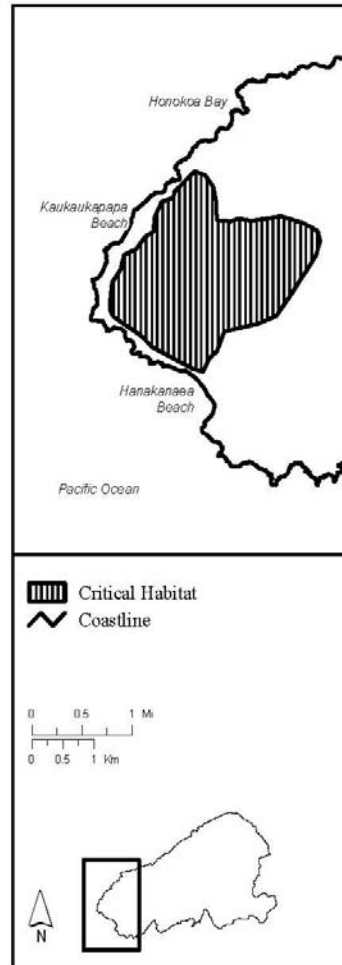 Honokoa Bay
Kaukaukapapa
Beach
Hanakanaea
Beach
Pacific Ocean
Critical Habitat
Coastline
0 0.5 1 Mi
0 0.5 1 Km
N